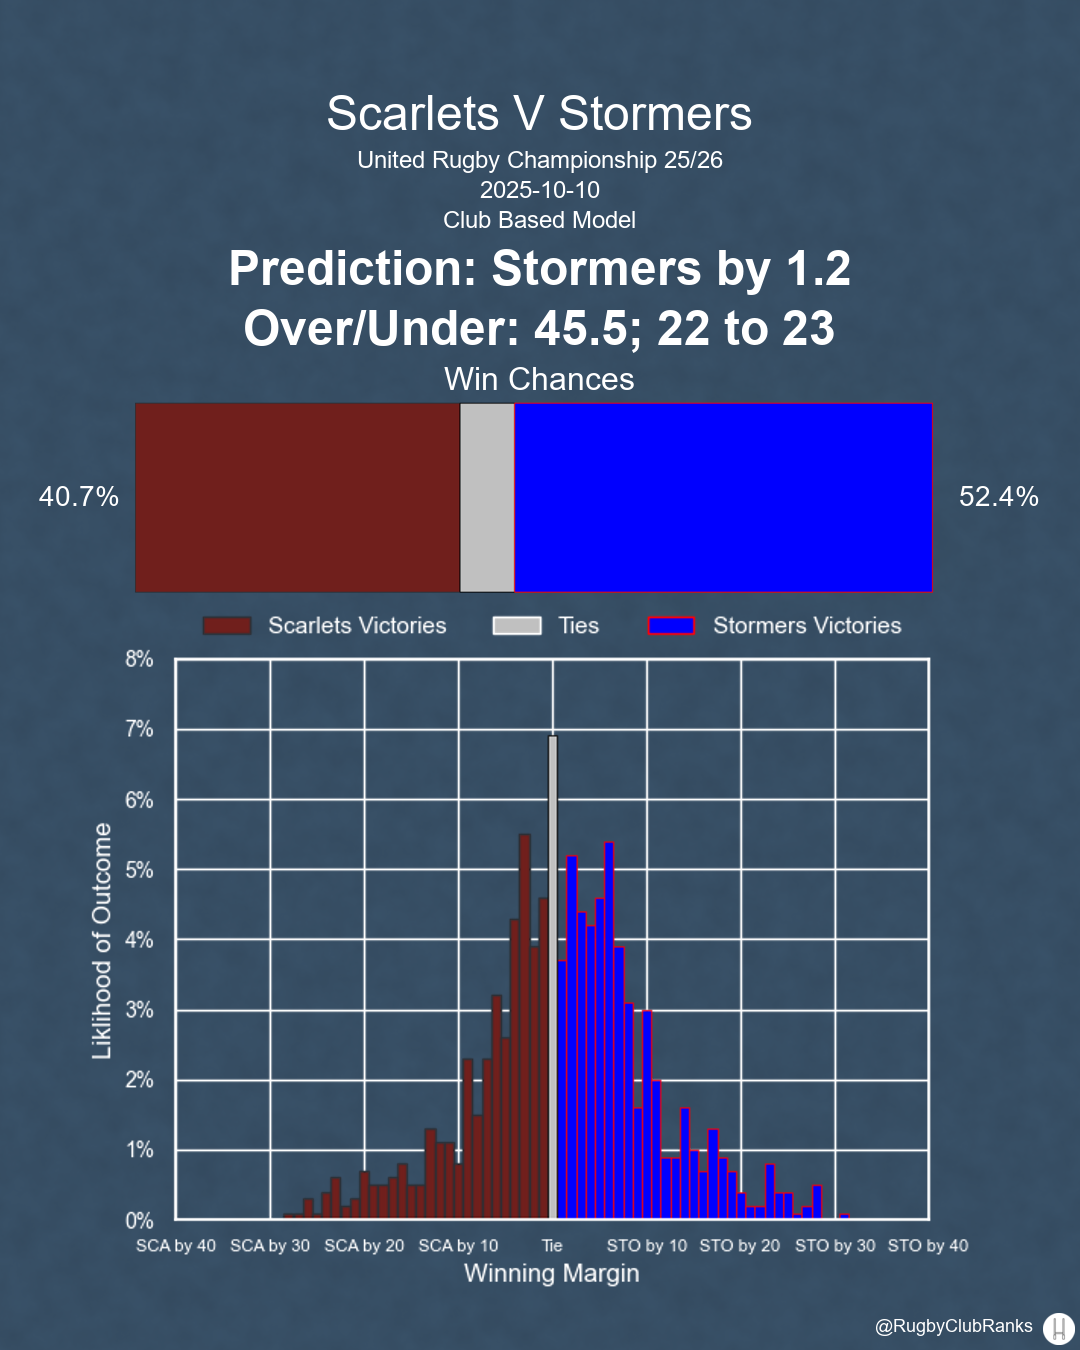 Scarlets V Stormers
United Rugby Championship 25/26
2025-10-10
Club Based Model
Prediction: Stormers by 1.2
Over/Under: 45.5; 22 to 23
Win Chances
40.7%
52.4%
Scarlets Victories
Ties
Stormers Victories
8%
7%
6%
5%
4%
3%
2%
1%
0%
Liklihood of Outcome
SCA by 40
SCA by 30
SCA by 20
SCA by 10
Tie
STO by 10
STO by 20
STO by 30
STO by 40
Winning Margin
@RugbyClubRanks